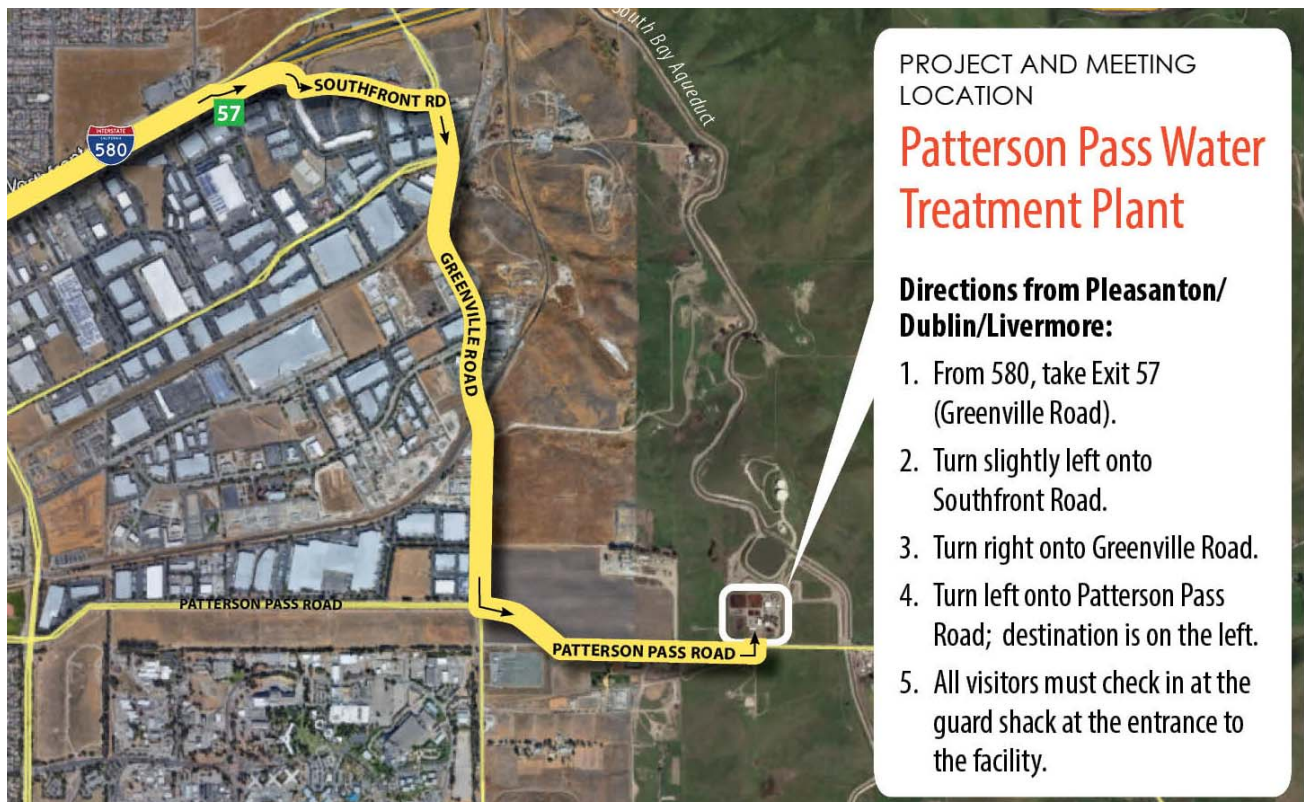 South Bay Aqueduct
SOUTHFRONT RD
57
INTERSTATE
CALIFORNIA
580
GREENVILLE ROAD
PATTERSON PASS ROAD
PATTERSON PASS ROAD
PROJECT AND MEETING
LOCATION
Patterson Pass Water
Treatment Plant
Directions from Pleasanton/
Dublin/Livermore:
1. From 580, take Exit 57
(Greenville Road).
2. Turn slightly left onto
Southfront Road.
3. Turn right onto Greenville Road.
4. Turn left onto Patterson Pass
Road; destination is on the left.
5. All visitors must check in at the
guard shack at the entrance to
the facility.